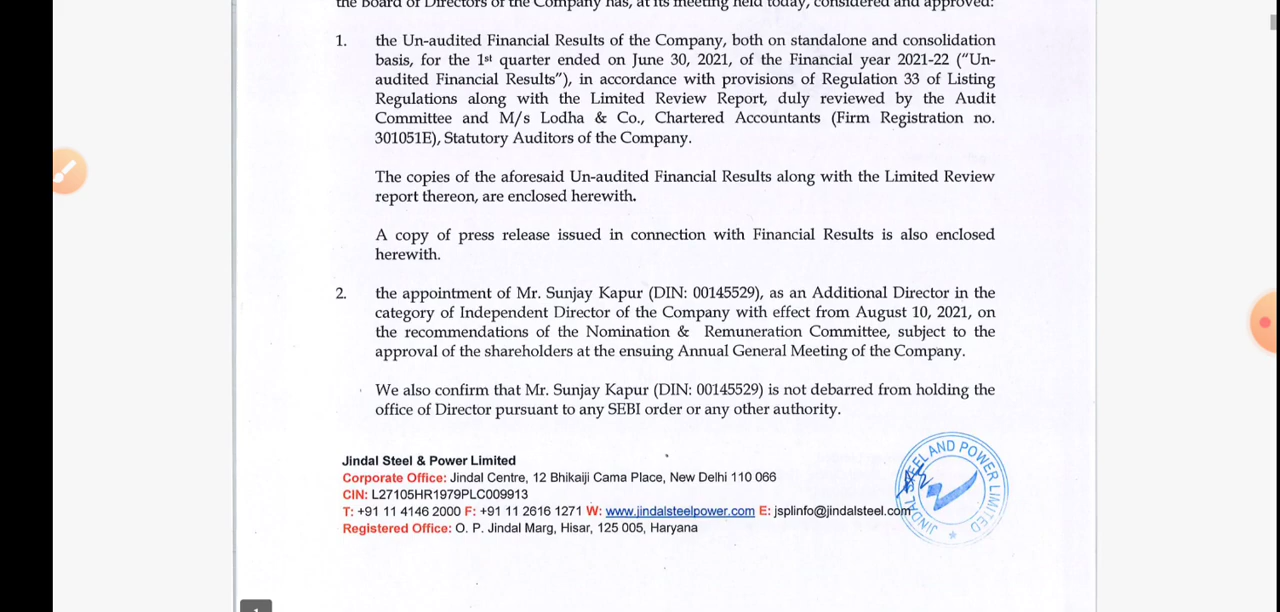 the Board of Directors of the Company has, at its meeting held today, considered and approved:
1. the Un-audited Financial Results of the Company, both on standalone and consolidation
basis, for the 1st quarter ended on June 30, 2021, of the Financial year 2021-22 ("Un-
audited Financial Results"), in accordance with provisions of Regulation 33 of Listing
Regulations along with the Limited Review Report, duly reviewed by the Audit
Committee and M/s Lodha & Co., Chartered Accountants (Firm Registration no.
301051E), Statutory Auditors of the Company.
The copies of the aforesaid Un-audited Financial Results along with the Limited Review
report thereon, are enclosed herewith.
A copy of press release issued in connection with Financial Results is also enclosed
herewith.
2. the appointment of Mr. Sunjay Kapur (DIN: 00145529), as an Additional Director in the
category of Independent Director of the Company with effect from August 10, 2021, on
the recommendations of the Nomination & Remuneration Committee, subject to the
approval of the shareholders at the ensuing Annual General Meeting of the Company.
We also confirm that Mr. Sunjay Kapur (DIN: 00145529) is not debarred from holding the
office of Director pursuant to any SEBI order or any other authority.
Jindal Steel & Power Limited
Corporate Office: Jindal Centre, 12 Bhikaiji Cama Place, New Delhi 110 066
CIN: L27105HR1979PLC009913
T: +91 11 4146 2000 F: +91 11 2616 1271 W: www.jindalsteelpower.com E: jsplinfo@jindalsteel.com
Registered Office: O. P. Jindal Marg, Hisar, 125 005, Haryana
JINDAL STEEL AND POWER LIMITED